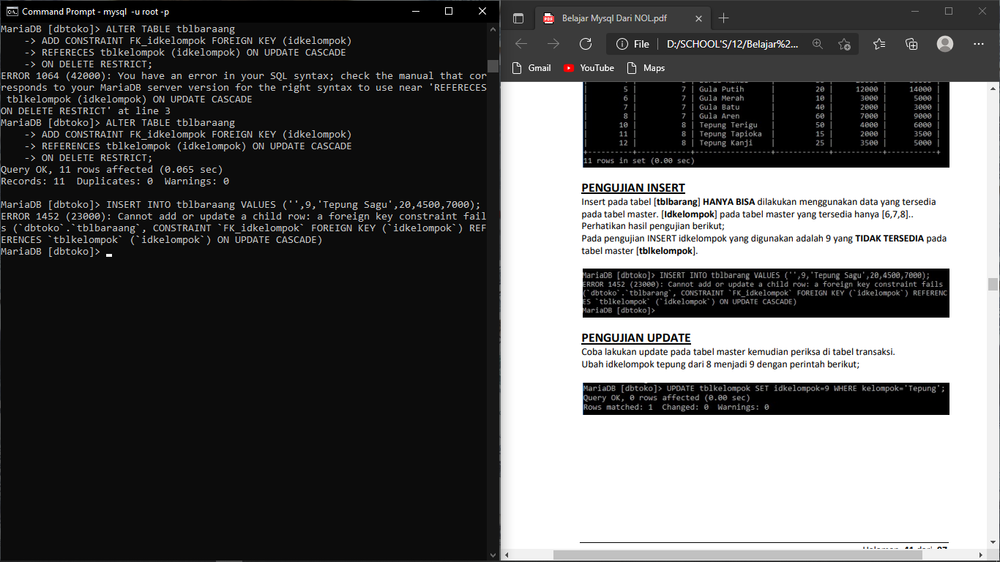 Command Prompt - mysql  -u root -p
MariaDB [dbtoko]> ALTER TABLE tblbaraang
    -> ADD CONSTRAINT FK_idkelompok FOREIGN KEY (idkelompok)
    -> REFERECES tblkelompok (idkelompok) ON UPDATE CASCADE
    -> ON DELETE RESTRICT;
ERROR 1064 (42000): You have an error in your SQL syntax; check the manual that cor
responds to your MariaDB server version for the right syntax to use near 'REFERECES
 tblkelompok (idkelompok) ON UPDATE CASCADE
ON DELETE RESTRICT' at line 3
MariaDB [dbtoko]> ALTER TABLE tblbaraang
    -> ADD CONSTRAINT FK_idkelompok FOREIGN KEY (idkelompok)
    -> REFERENCES tblkelompok (idkelompok) ON UPDATE CASCADE
    -> ON DELETE RESTRICT;
Query OK, 11 rows affected (0.065 sec)
Records: 11  Duplicates: 0  Warnings: 0
MariaDB [dbtoko]> INSERT INTO tblbaraang VALUES ('',9,'Tepung Sagu',20,4500,7000);
ERROR 1452 (23000): Cannot add or update a child row: a foreign key constraint fail
s (`dbtoko`.`tblbaraang`, CONSTRAINT `FK_idkelompok` FOREIGN KEY (`idkelompok`) REF
ERENCES `tblkelompok` (`idkelompok`) ON UPDATE CASCADE)
MariaDB [dbtoko]>
PDF Belajar Mysql Dari NOL.pdf
File D:/SCHOOL'S/12/Belajar%2...
Gmail YouTube Maps
| 5 | 7 | Gula Putih | 20 | 12000 | 14000 |
| 6 | 7 | Gula Merah | 10 | 3000 | 5000 |
| 7 | 7 | Gula Batu | 40 | 2000 | 3000 |
| 8 | 7 | Gula Aren | 60 | 7000 | 9000 |
| 10 | 8 | Tepung Terigu | 50 | 4000 | 6000 |
| 11 | 8 | Tepung Tapioka | 15 | 2000 | 3500 |
| 12 | 8 | Tepung Kanji | 25 | 3500 | 5000 |
11 rows in set (0.00 sec)
PENGUJIAN INSERT
Insert pada tabel [tblbarang] HANYA BISA dilakukan menggunakan data yang tersedia
pada tabel master. [Idkelompok] pada tabel master yang tersedia hanya [6,7,8]..
Perhatikan hasil pengujian berikut;
Pada pengujian INSERT idkelompok yang digunakan adalah 9 yang TIDAK TERSEDIA pada
tabel master [tblkelompok].
MariaDB [dbtoko]> INSERT INTO tblbarang VALUES ('',9,'Tepung Sagu',20,4500,7000);
ERROR 1452 (23000): Cannot add or update a child row: a foreign key constraint fails
(`dbtoko`.`tblbarang`, CONSTRAINT `FK_idkelompok` FOREIGN KEY (`idkelompok`) REFERENC
ES `tblkelompok` (`idkelompok`) ON UPDATE CASCADE)
MariaDB [dbtoko]>
PENGUJIAN UPDATE
Coba lakukan update pada tabel master kemudian periksa di tabel transaksi.
Ubah idkelompok tepung dari 8 menjadi 9 dengan perintah berikut;
MariaDB [dbtoko]> UPDATE tblkelompok SET idkelompok=9 WHERE kelompok='Tepung';
Query OK, 0 rows affected (0.00 sec)
Rows matched: 1  Changed: 0  Warnings: 0